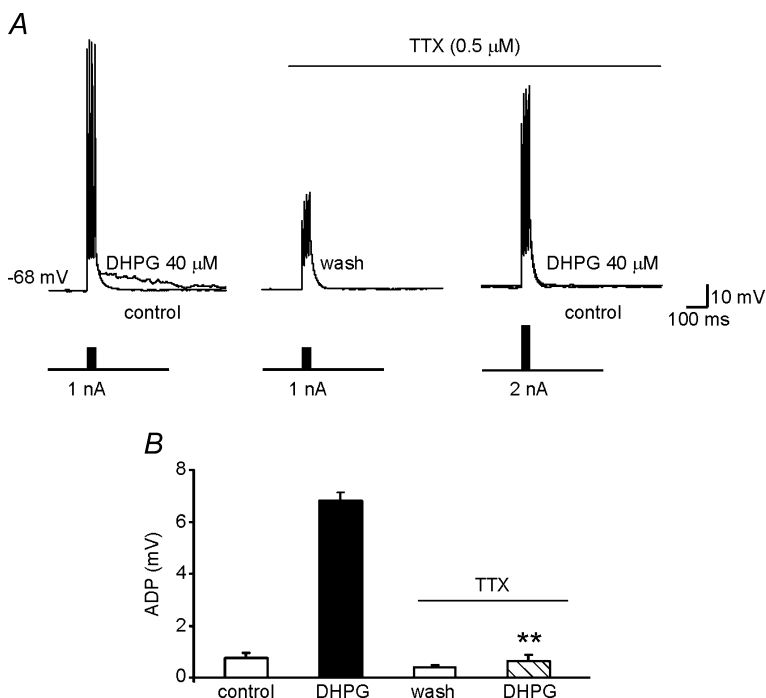 A
TTX (0.5 μM)
DHPG 40 μM
-68 mV
control
wash
DHPG 40 μM
control
10 mV
100 ms
1 nA
1 nA
2 nA
B
ADP (mV)
8
6
4
2
0
TTX
**
control
DHPG
wash
DHPG